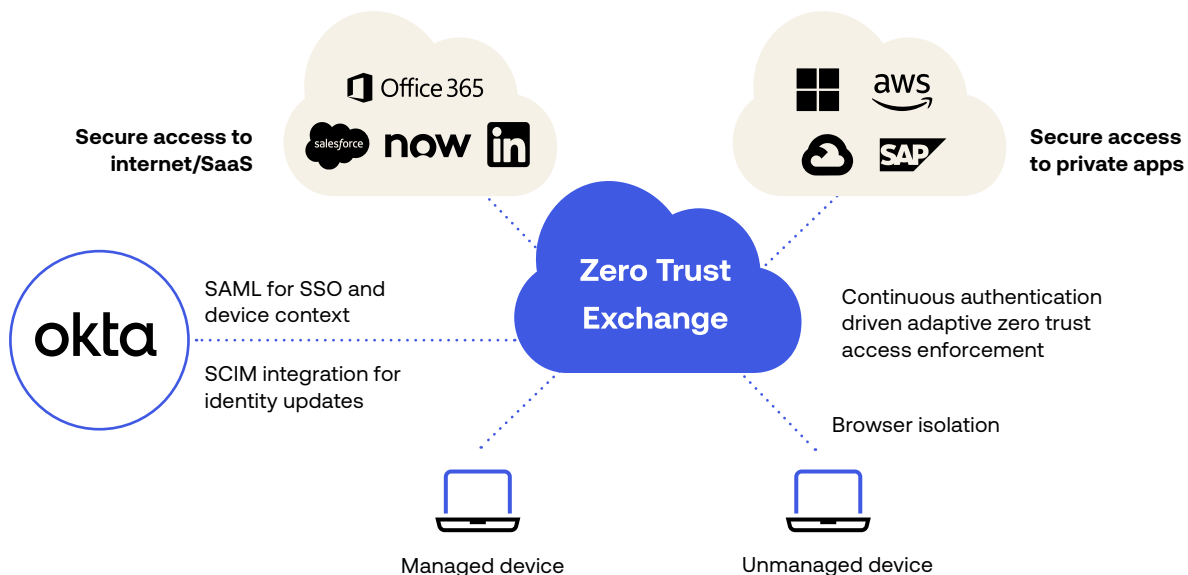 Office 365
salesforce
now
in
aws
SAP
Secure access to
internet/SaaS
Secure access
to private apps
Zero Trust
Exchange
okta
SAML for SSO and
device context
SCIM integration for
identity updates
Continuous authentication
driven adaptive zero trust
access enforcement
Browser isolation
Managed device
Unmanaged device